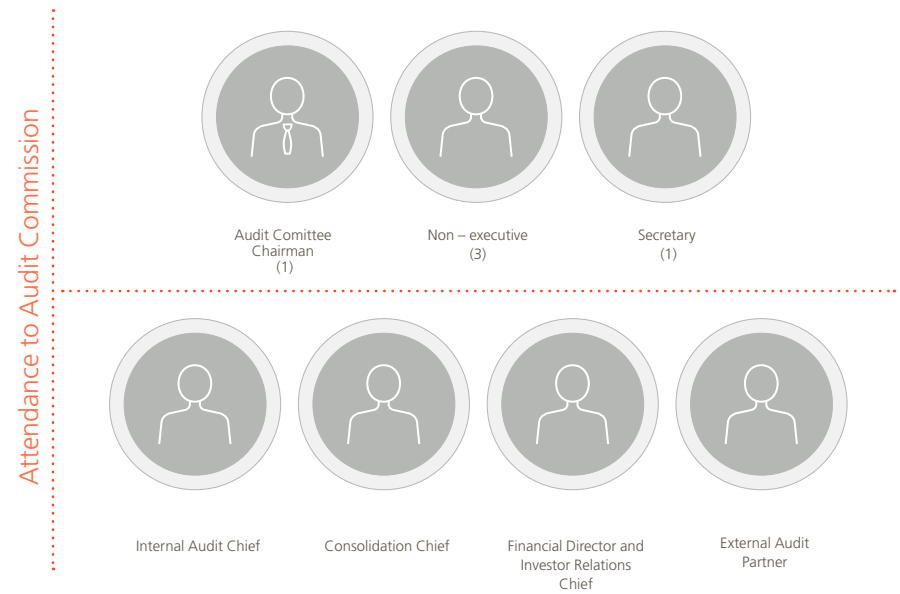 Attendance to Audit Commission
Audit Comittee
Chairman
(1)
Non – executive
(3)
Secretary
(1)
Internal Audit Chief
Consolidation Chief
Financial Director and
Investor Relations
Chief
External Audit
Partner